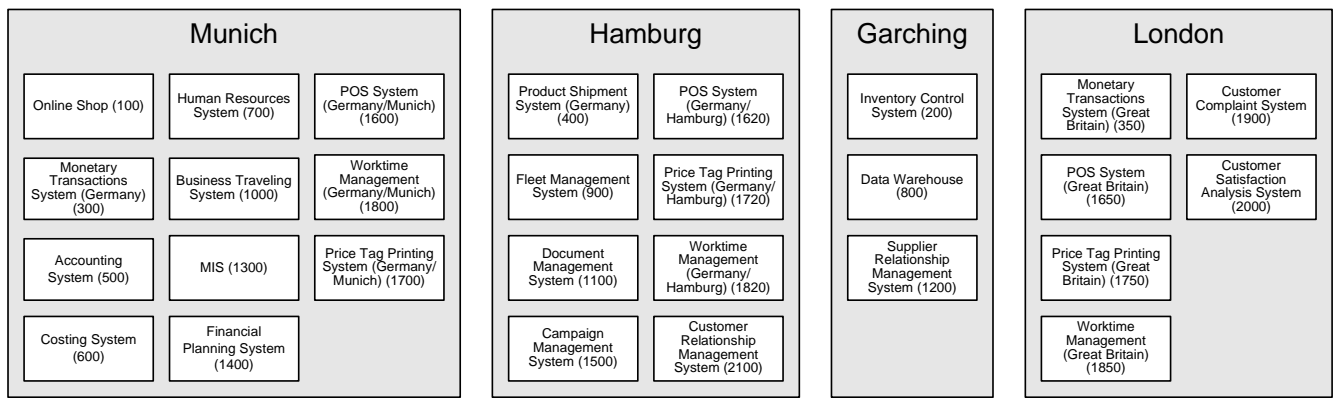 Munich
Online Shop (100)
Monetary
Transactions
System (Germany)
(300)
Accounting
System (500)
Costing System
(600)
Human Resources
System (700)
Business Traveling
System (1000)
MIS (1300)
Financial
Planning System
(1400)
POS System
(Germany/Munich)
(1600)
Worktime
Management
(Germany/Munich)
(1800)
Price Tag Printing
System (Germany/
Munich) (1700)
Hamburg
Product Shipment
System (Germany)
(400)
Fleet Management
System (900)
Document
Management
System (1100)
Campaign
Management
System (1500)
POS System
(Germany/
Hamburg) (1620)
Price Tag Printing
System (Germany/
Hamburg) (1720)
Worktime
Management
(Germany/
Hamburg) (1820)
Customer
Relationship
Management
System (2100)
Garching
Inventory Control
System (200)
Data Warehouse
(800)
Supplier
Relationship
Management
System (1200)
London
Monetary
Transactions
System (Great
Britain) (350)
POS System
(Great Britain)
(1650)
Price Tag Printing
System (Great
Britain) (1750)
Worktime
Management
(Great Britain)
(1850)
Customer
Complaint System
(1900)
Customer
Satisfaction
Analysis System
(2000)